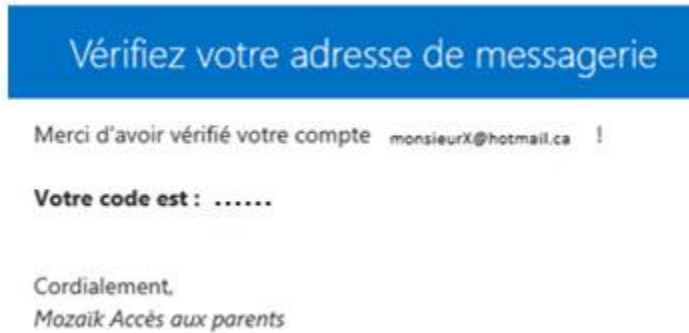 Vérifiez votre adresse de messagerie
Merci d'avoir vérifié votre compte monsieurX@hotmail.ca !
Votre code est : ......
Cordialement,
Mozaïk Accès aux parents